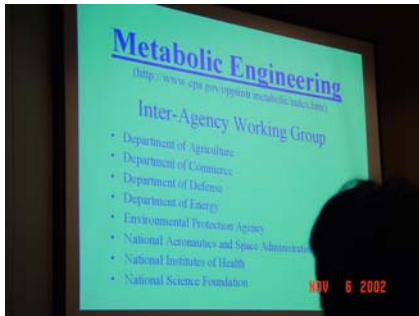 Metabolic Engineering
(http://www.epa.gov/opptintr/metabolic/index.htm)
Inter-Agency Working Group
• Department of Agriculture
• Department of Commerce
• Department of Defense
• Department of Energy
• Environmental Protection Agency
• National Aeronautics and Space
• National Institutes of Health
• National Science Foundation
NOV 6 2002